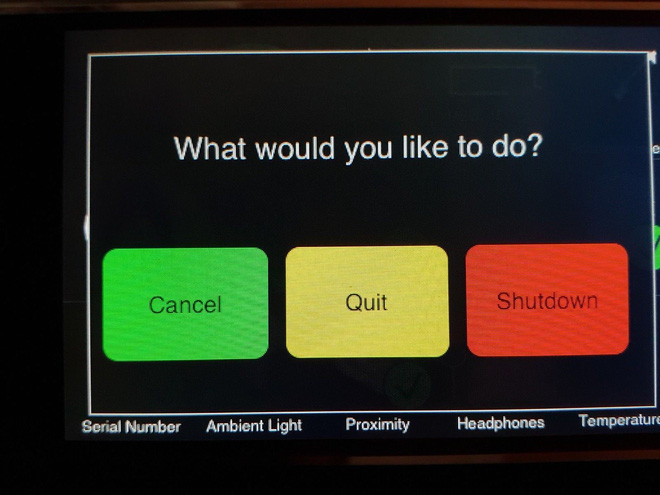 What would you like to do?
Cancel Quit Shutdown
Serial Number Ambient Light Proximity Headphones Temperature